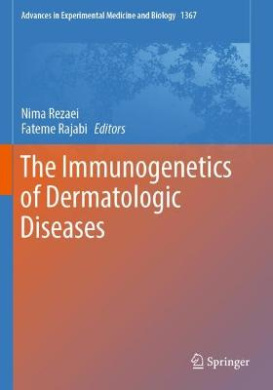 Advances in Experimental Medicine and Biology 1367
Nima Rezaei
Fateme Rajabi Editors
The Immunogenetics
of Dermatologic
Diseases
Springer